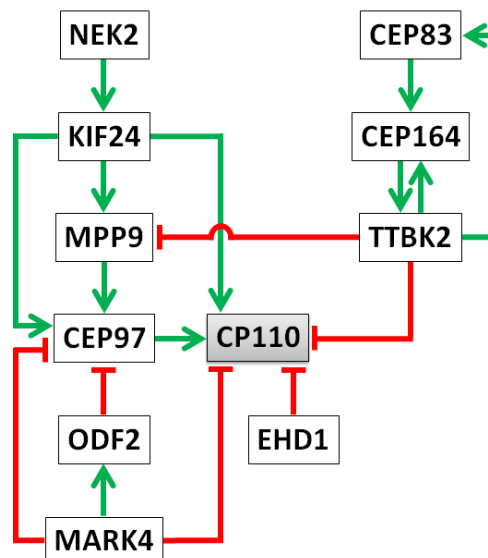 NEK2
CEP83
KIF24
CEP164
MPP9
TTBK2
CEP97
CP110
ODF2
EHD1
MARK4